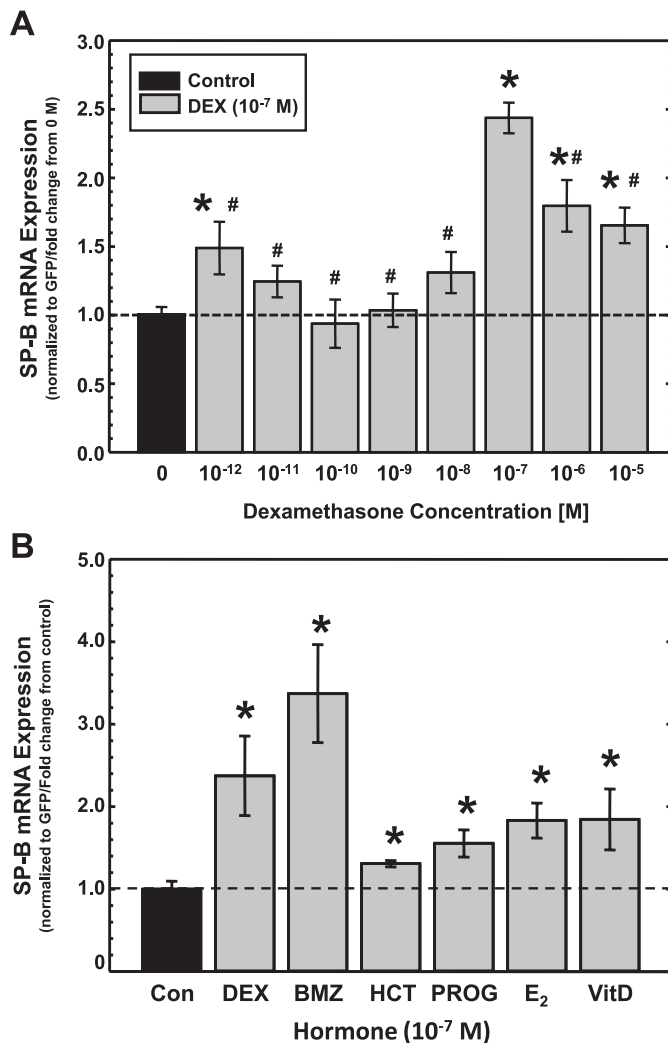 A
SP-B mRNA Expression
(normalized to GFP/fold change from 0 M)
3.0
2.5
2.0
1.5
1.0
0.5
0.0
Control
DEX (10⁻⁷ M)
* # # # # # * *# * #
0 10⁻¹² 10⁻¹¹ 10⁻¹⁰ 10⁻⁹ 10⁻⁸ 10⁻⁷ 10⁻⁶ 10⁻⁵
Dexamethasone Concentration [M]
B
SP-B mRNA Expression
(normalized to GFP/Fold change from control)
5.0
4.0
3.0
2.0
1.0
0
* * * * * *
Con DEX BMZ HCT PROG E₂ VitD
Hormone (10⁻⁷ M)